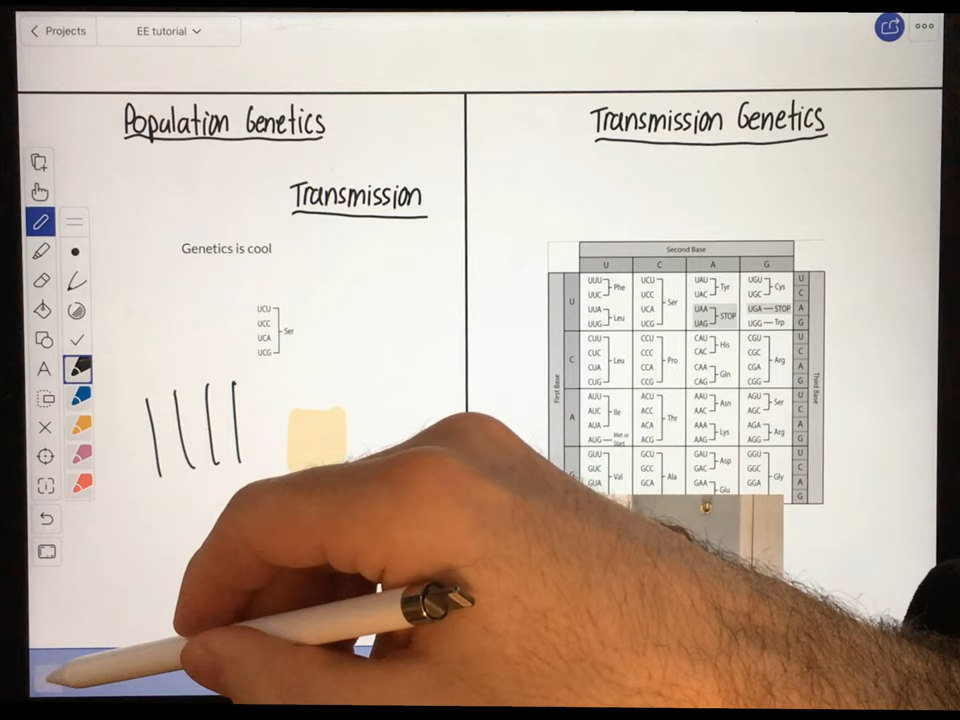 Projects
EE tutorial
Population Genetics
Transmission
Genetics is cool
UCU
UCC
UCA
UCG
Ser
Transmission Genetics
Second Base
U C A G
First Base
Third Base
U
UUU
UUC
Phe
UUA
UUG
Leu
UCU
UCC
UCA
UCG
Ser
UAU
UAC
Tyr
UAA
UAG
STOP
UGU
UGC
Cys
UGA STOP
UGG Trp
U
C
A
G
C
CUU
CUC
CUA
CUG
Leu
CCU
CCC
CCA
CCG
Pro
CAU
CAC
His
CAA
CAG
Gln
CGU
CGC
CGA
CGG
Arg
U
C
A
G
A
AUU
AUC
AUA
Ile
AUG Met or
Start
ACU
ACC
ACA
ACG
Thr
AAU
AAC
Asn
AAA
AAG
Lys
AGU
AGC
Ser
AGA
AGG
Arg
U
C
A
G
GUU
GUC
GUA
Val
GCU
GCC
GCA
Ala
GAU
GAC
Asp
GAA
Glu
GGU
GGC
GGA
Gly
U
C
A
G
A